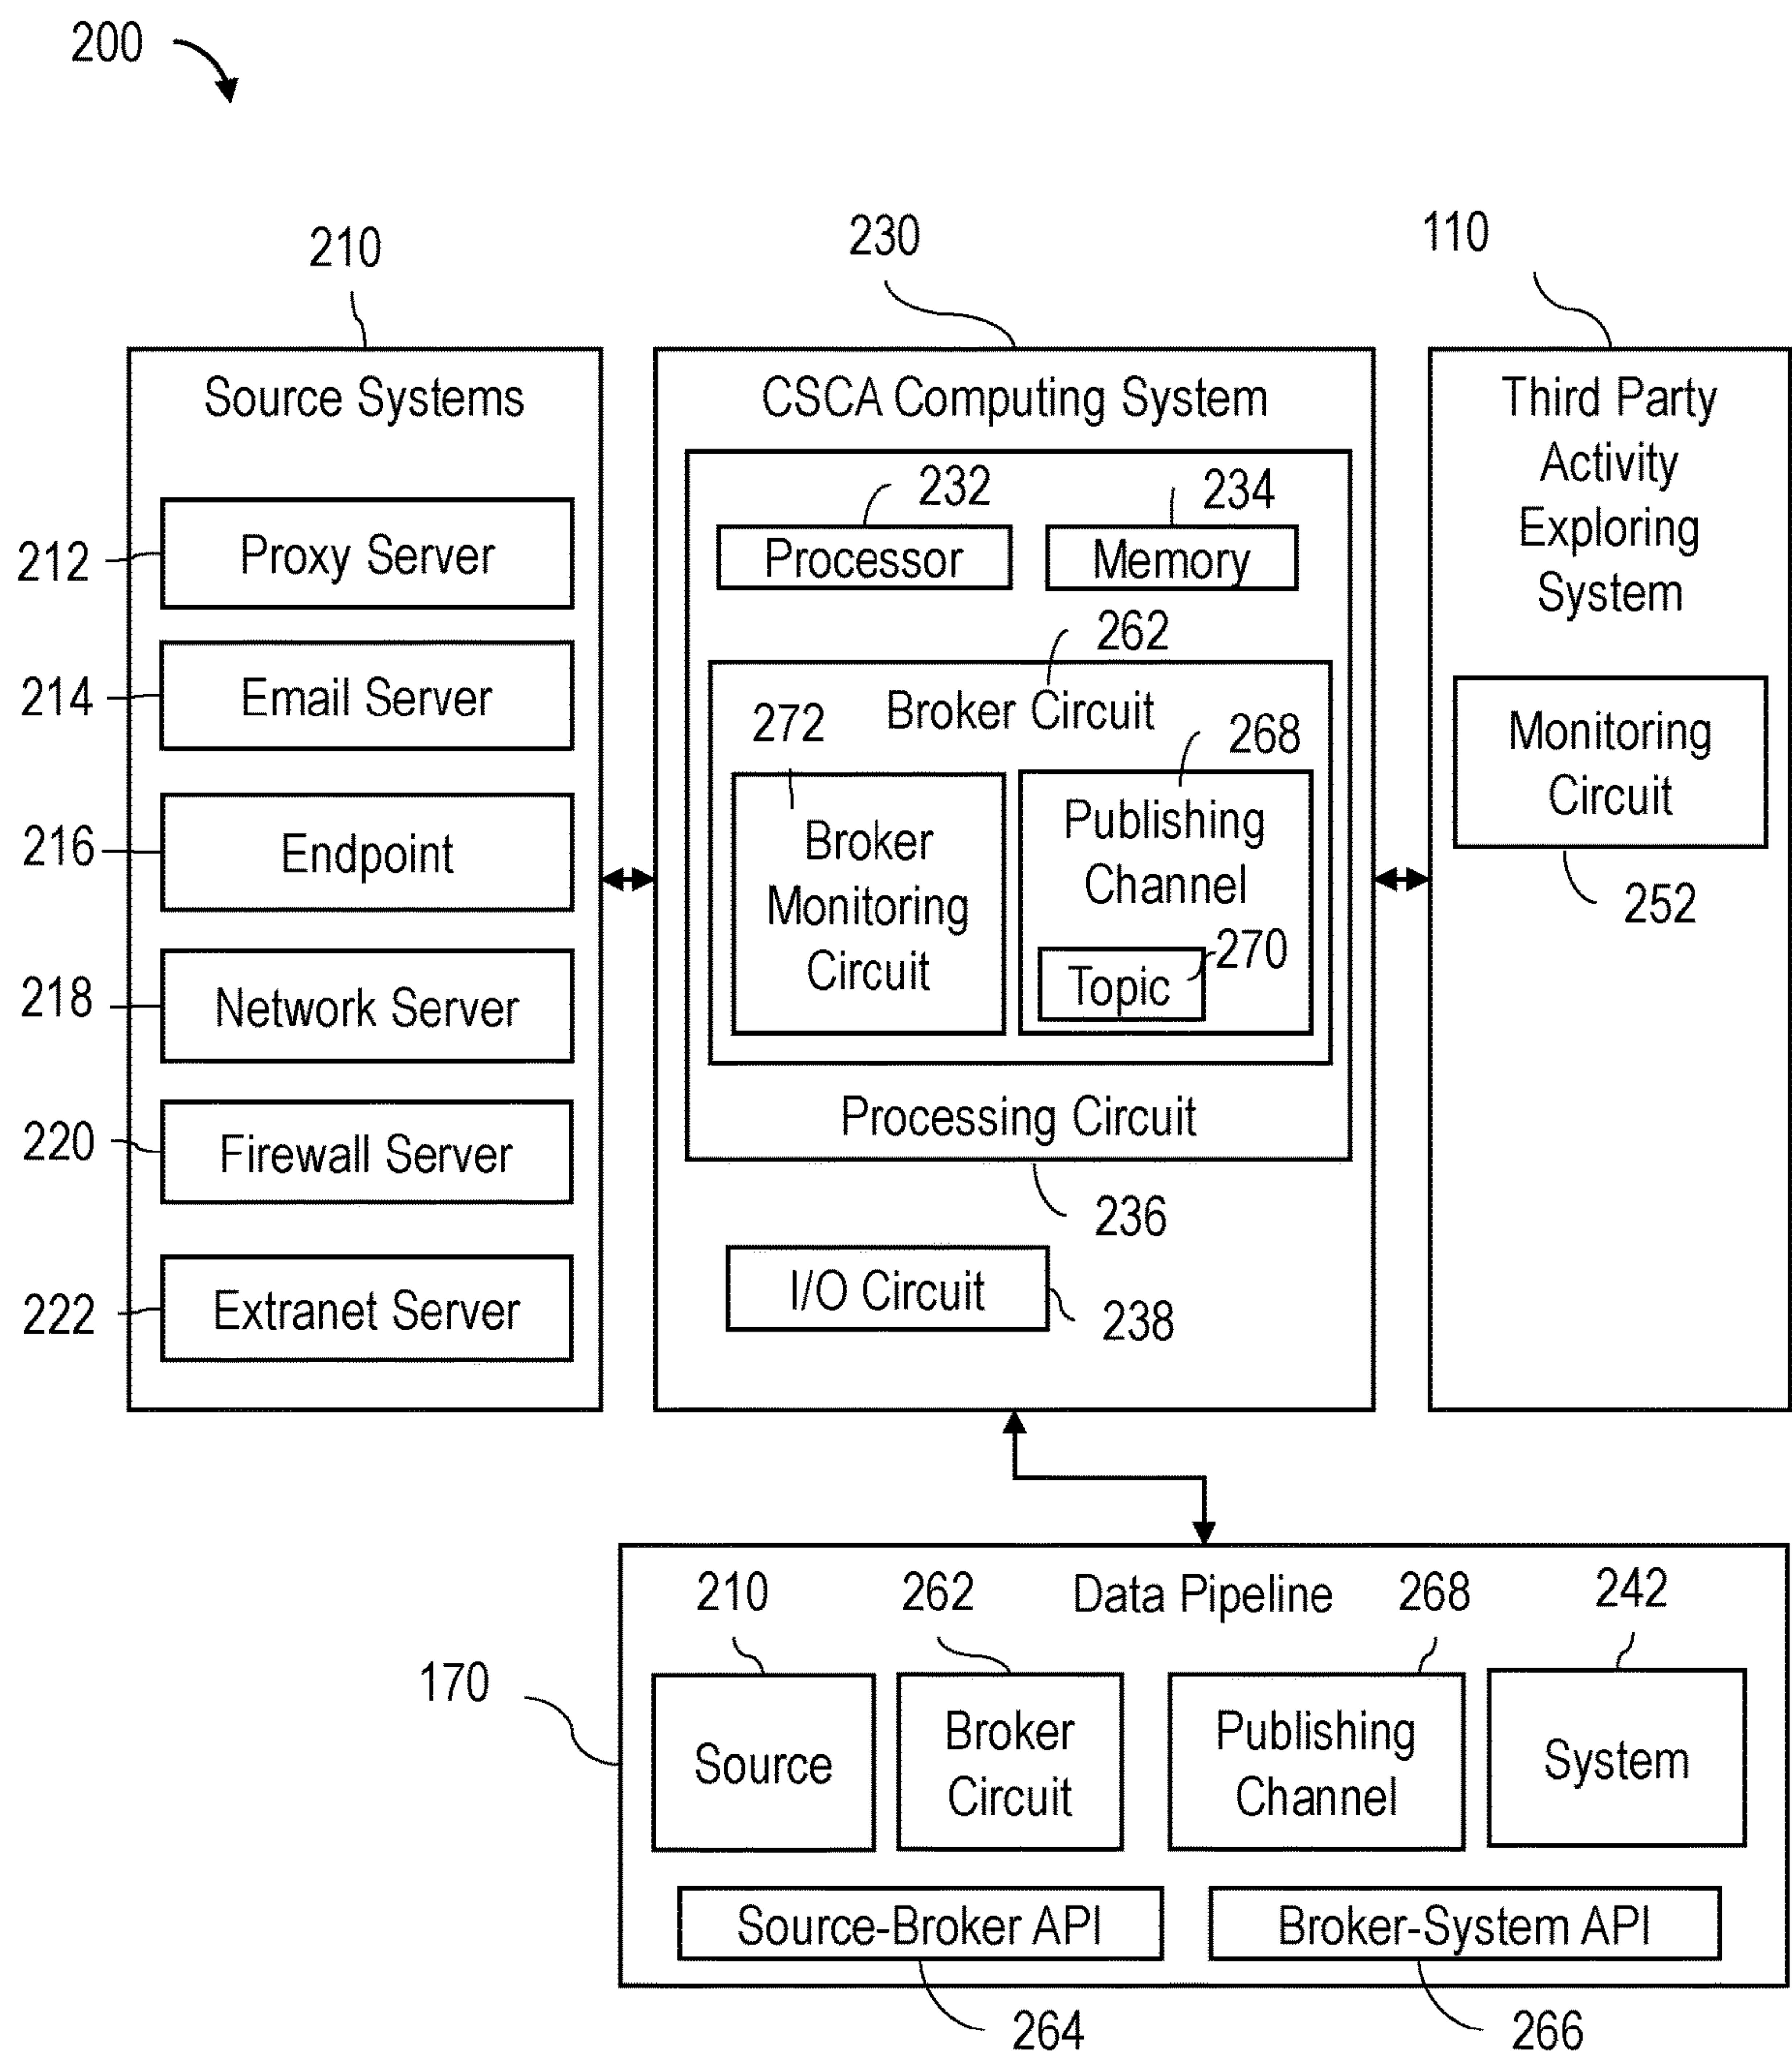 200
210
230
110
Source Systems
212
Proxy Server
214
Email Server
216
Endpoint
218
Network Server
220
Firewall Server
222
Extranet Server
CSCA Computing System
232
234
Processor
Memory
262
Broker Circuit
272
268
Broker
Monitoring
Circuit
Publishing
Channel
270
Topic
Processing Circuit
236
I/O Circuit
238
Third Party
Activity
Exploring
System
Monitoring
Circuit
252
170
Data Pipeline
210
262
268
242
Source
Broker
Circuit
Publishing
Channel
System
Source-Broker API
Broker-System API
264
266